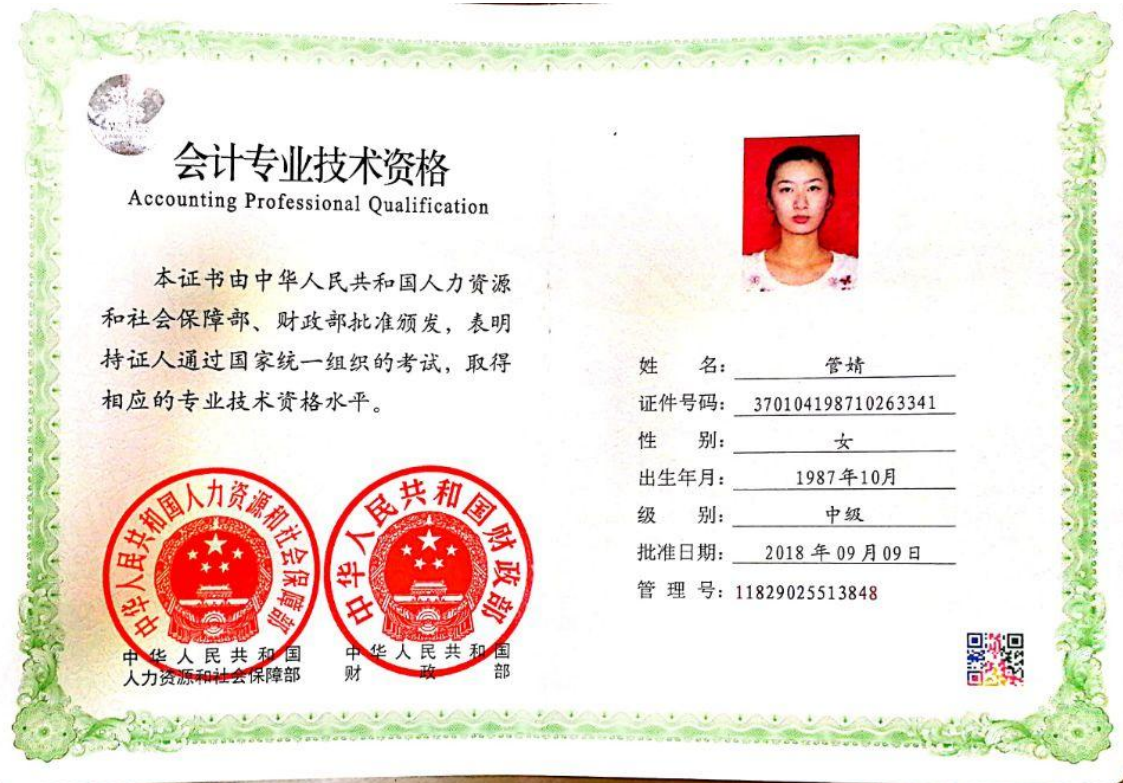 会计专业技术资格
Accounting Professional Qualification
本证书由中华人民共和国人力资源
和社会保障部、财政部批准颁发，表明
持证人通过国家统一组织的考试，取得
相应的专业技术资格水平。
中华人民共和国人力资源和社会保障部
中华人民共和国财政部
中华人民共和国
人力资源和社会保障部
中华人民共和国
财政部
姓名：管婧
证件号码：370104198710263341
性别：女
出生年月：1987年10月
级别：中级
批准日期：2018年09月09日
管理号：11829025513848